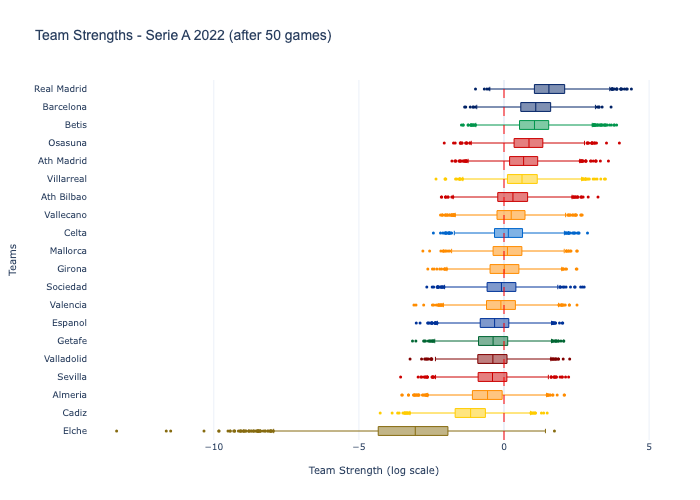 Team Strengths - Serie A 2022 (after 50 games)
Real Madrid
Barcelona
Betis
Osasuna
Ath Madrid
Villarreal
Ath Bilbao
Vallecano
Celta
Mallorca
Girona
Sociedad
Valencia
Espanol
Getafe
Valladolid
Sevilla
Almeria
Cadiz
Elche
Teams
−10 −5 0 5
Team Strength (log scale)